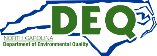 DEQ
NORTH CAROLINA
Department of Environmental Quality